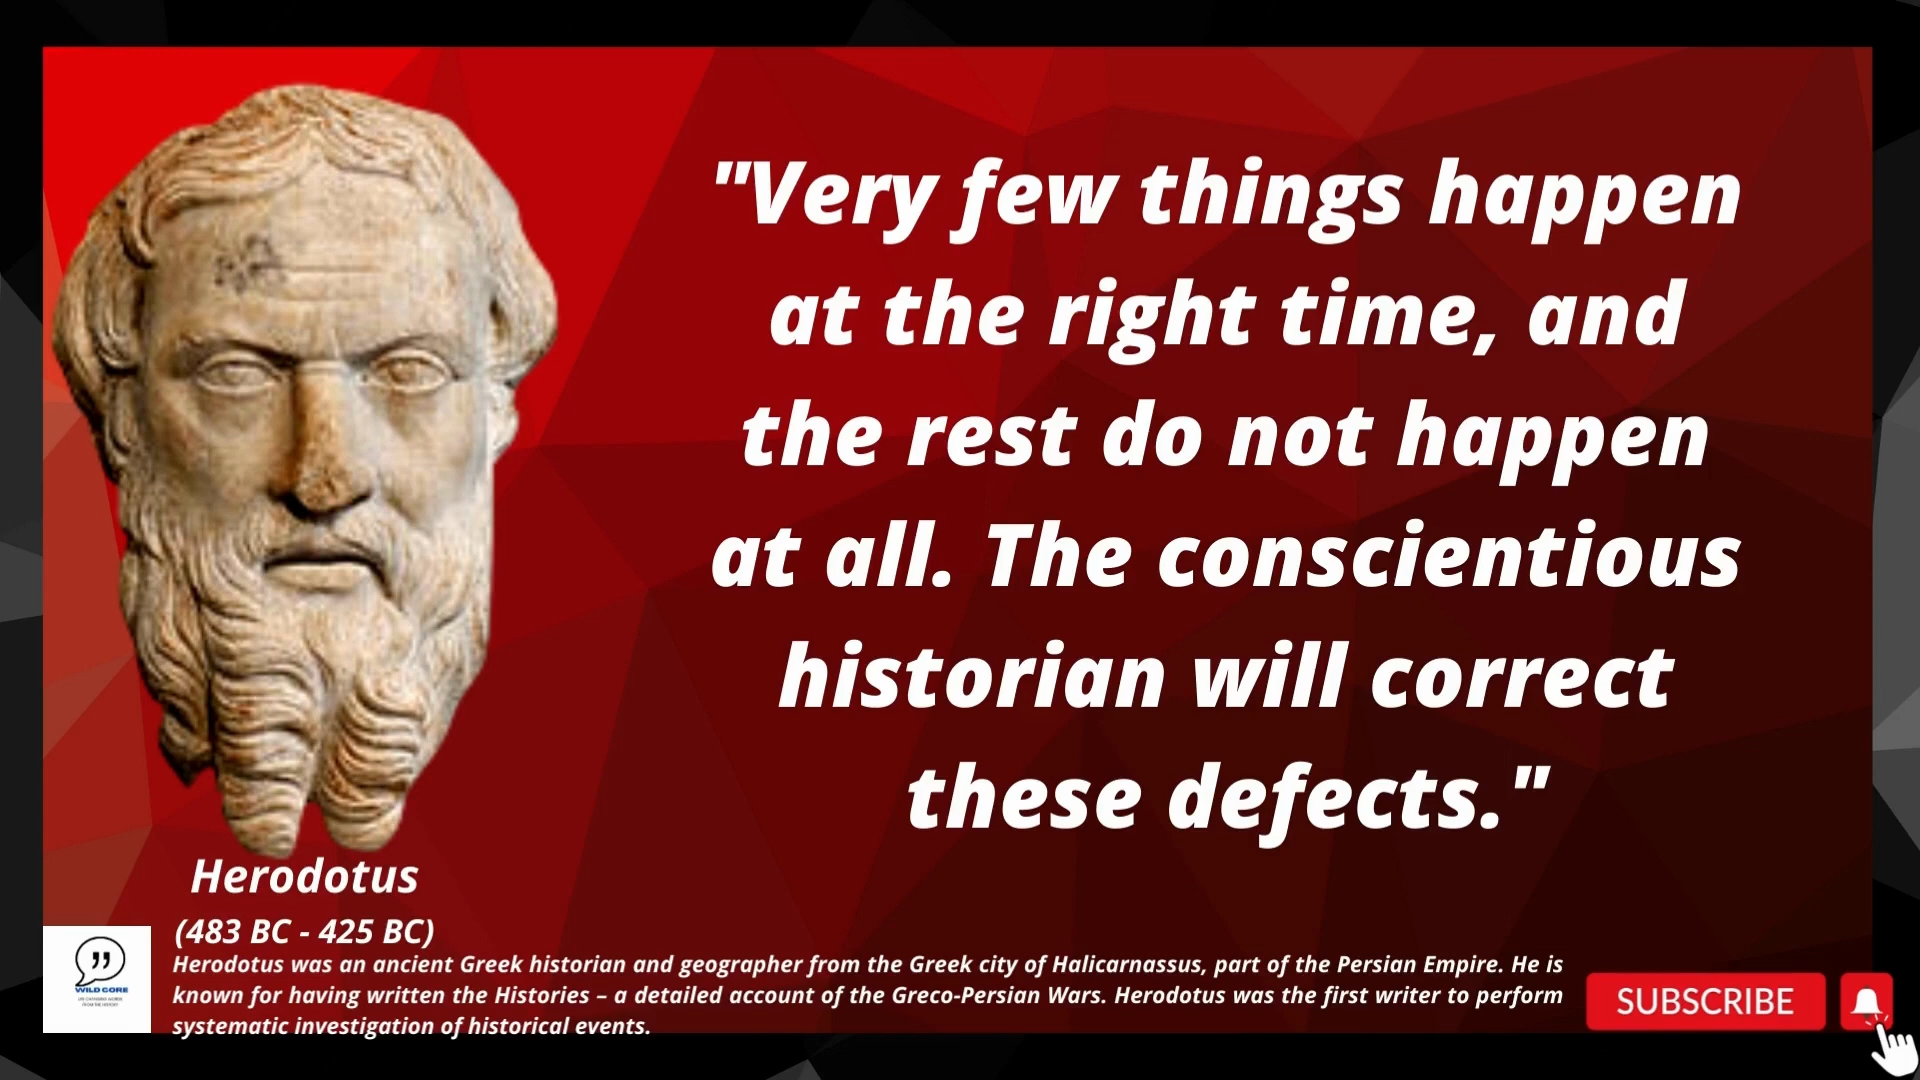 "Very few things happen
at the right time, and
the rest do not happen
at all. The conscientious
historian will correct
these defects."
Herodotus
(483 BC - 425 BC)
Herodotus was an ancient Greek historian and geographer from the Greek city of Halicarnassus, part of the Persian Empire. He is
known for having written the Histories – a detailed account of the Greco-Persian Wars. Herodotus was the first writer to perform
systematic investigation of historical events.
WILD CORE
SUBSCRIBE